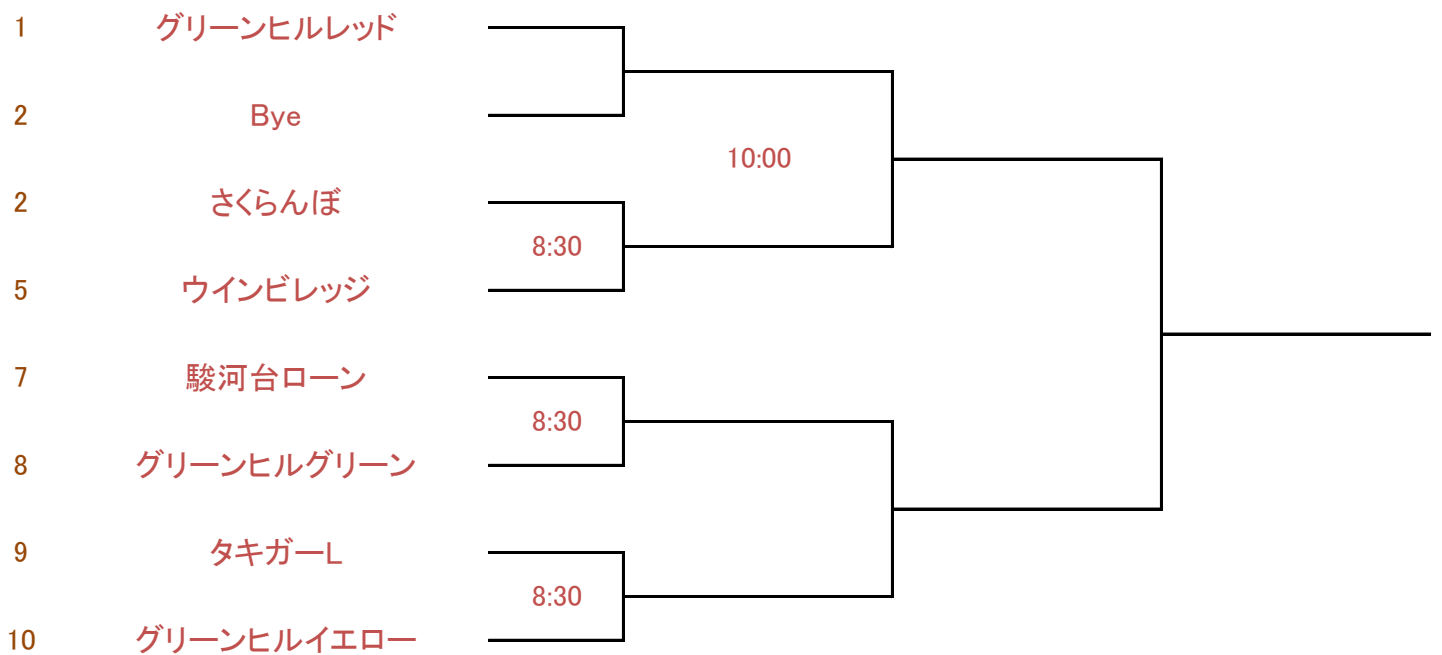 1 グリーンヒルレッド
2 Bye
10:00
2 さくらんぼ
8:30
5 ウインビレッジ
7 駿河台ローン
8:30
8 グリーンヒルグリーン
9 タキガーL
8:30
10 グリーンヒルイエロー